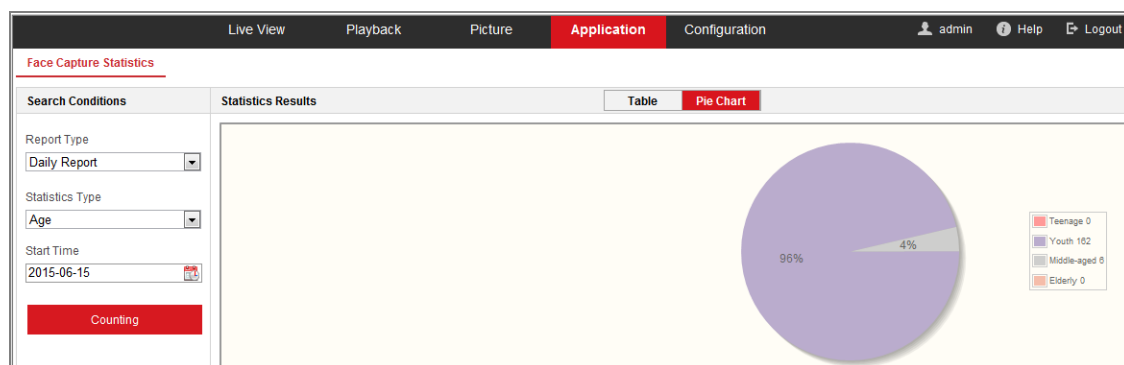 Live View Playback Picture Application Configuration admin Help Logout
Face Capture Statistics
Search Conditions
Statistics Results
Table Pie Chart
Report Type
Daily Report
Statistics Type
Age
Start Time
2015-06-15
Counting
96%
4%
Teenage 0
Youth 162
Middle-aged 6
Elderly 0